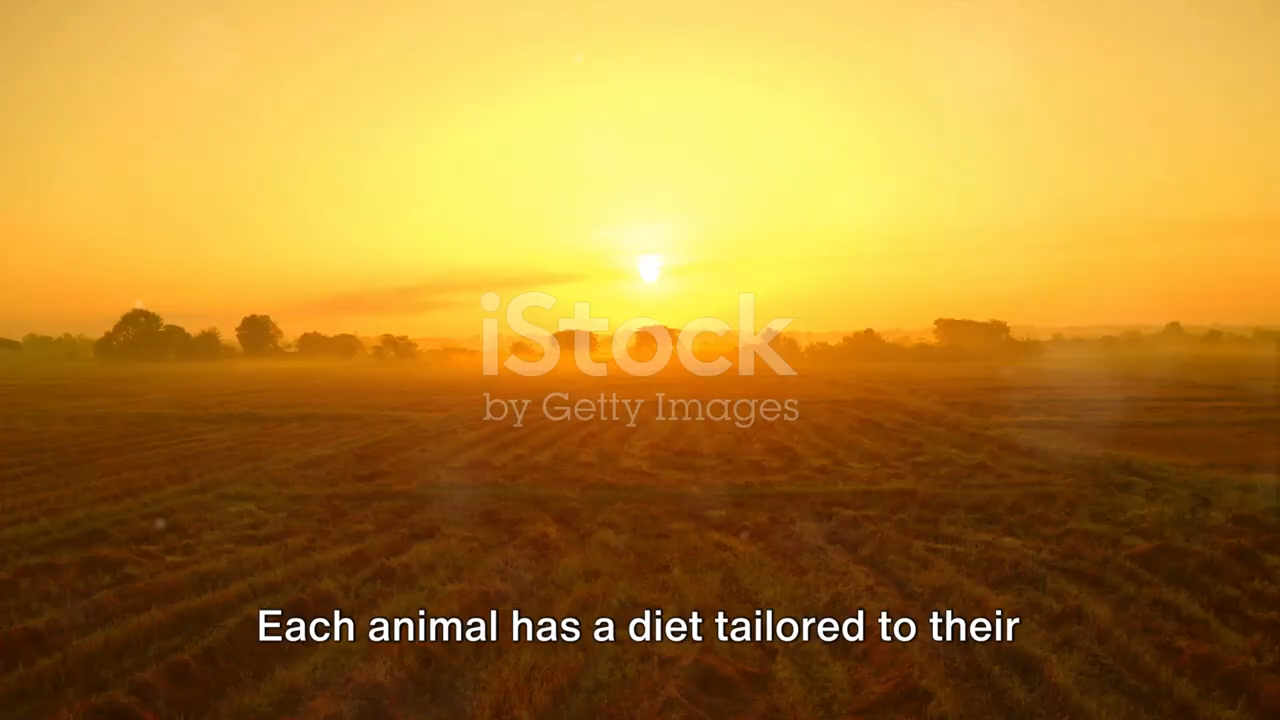 iStock
by Getty Images
Each animal has a diet tailored to their